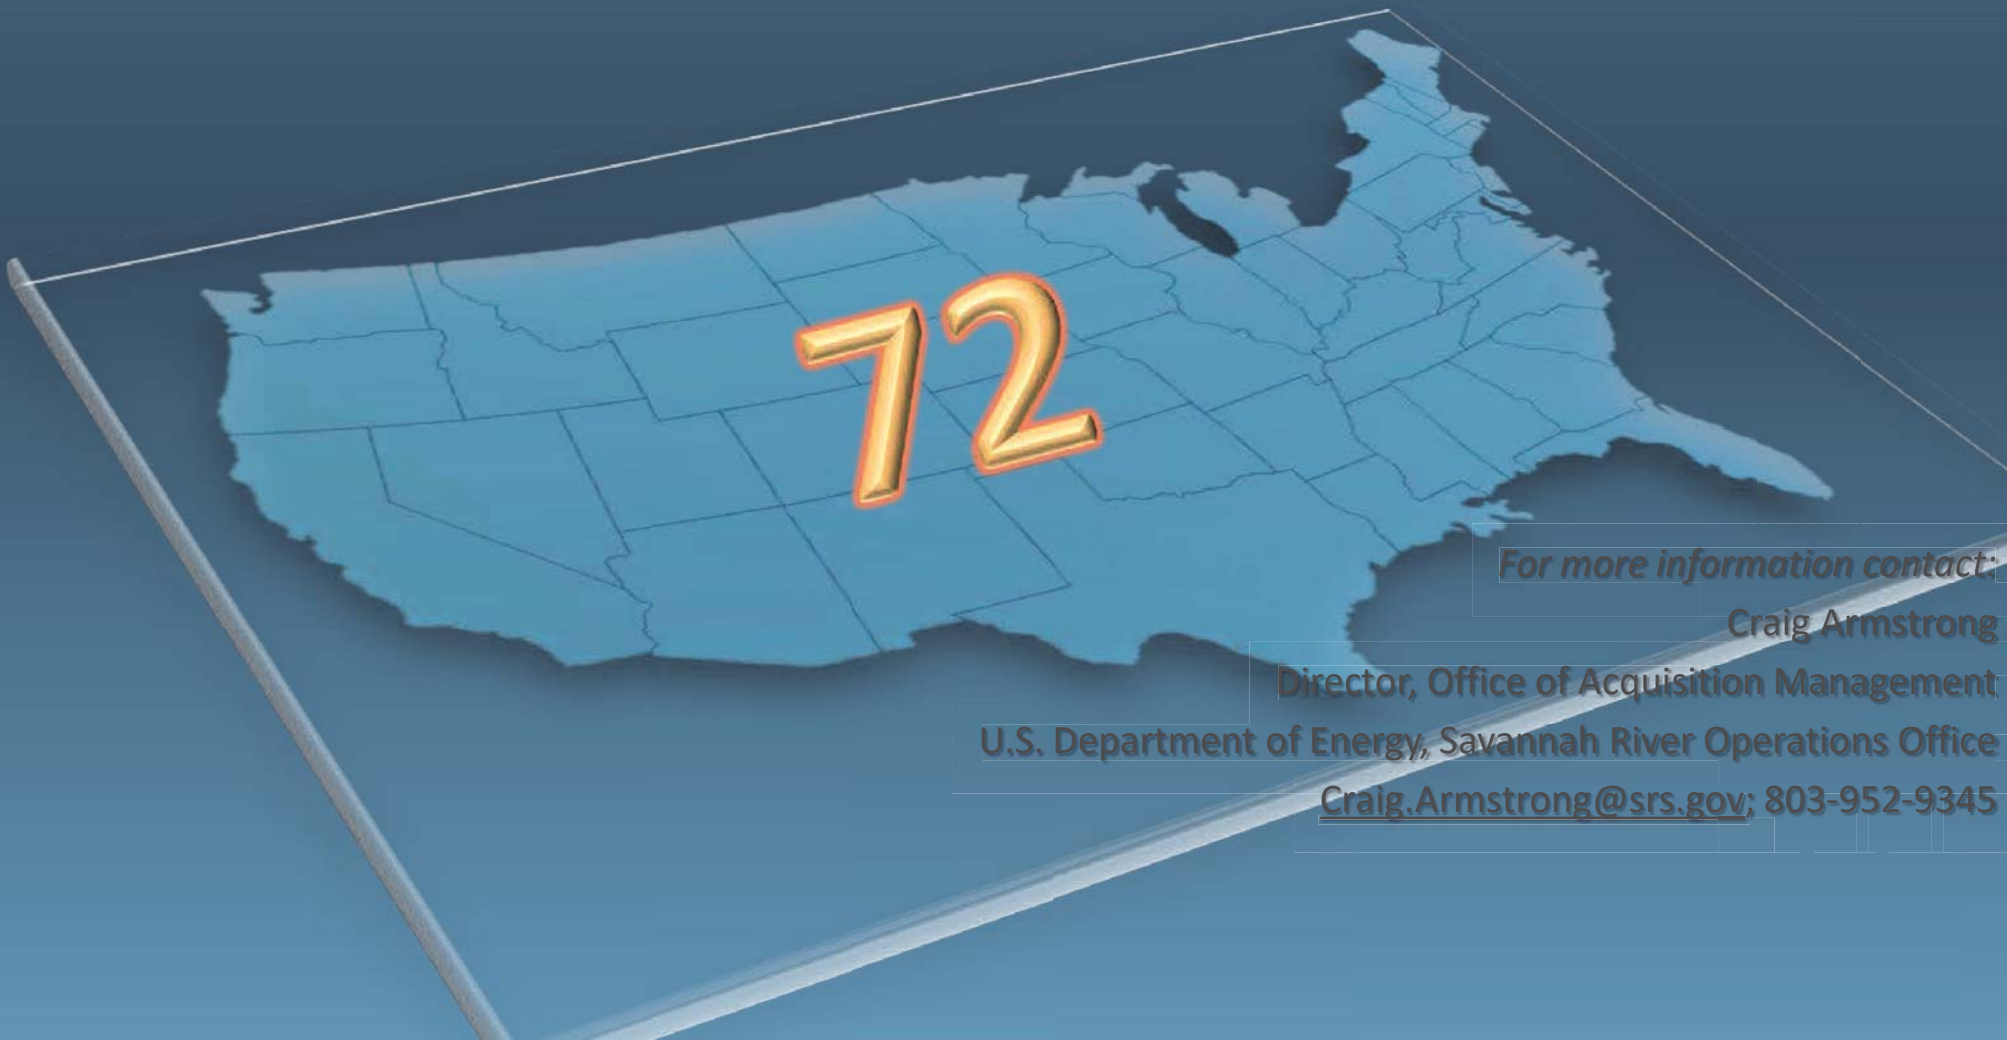 72
For more information contact:
Craig Armstrong
Director, Office of Acquisition Management
U.S. Department of Energy, Savannah River Operations Office
Craig.Armstrong@srs.gov; 803-952-9345